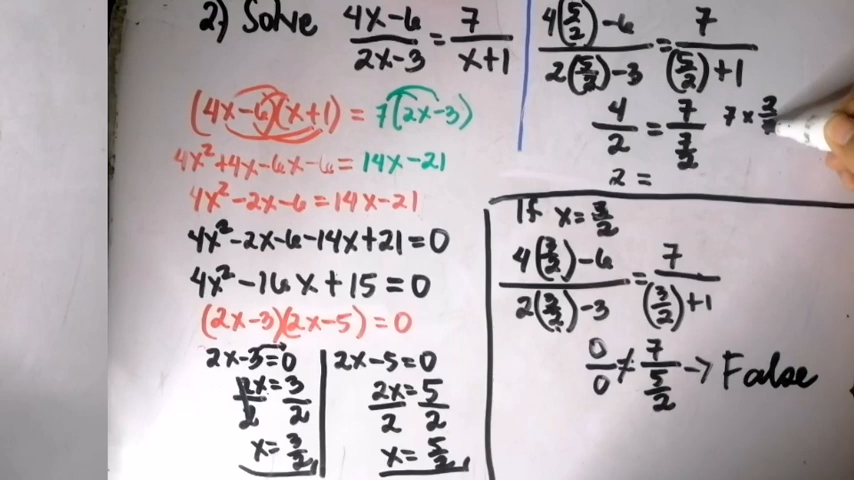 2.) Solve (4x-6)/(2x-3) = 7/(x+1)
(4x-6)(x+1) = 7(2x-3)
4x²+4x-6x-6 = 14x-21
4x²-2x-6 = 14x-21
4x²-2x-6-14x+21 = 0
4x²-16x+15 = 0
(2x-3)(2x-5) = 0
2x-3=0
2x/2 = 3/2
x = 3/2
2x-5=0
2x/2 = 5/2
x = 5/2
(4(5/2)-6)/(2(5/2)-3) = 7/((5/2)+1)
4/2 = 7/(7/2) 7×2/
2 =
If x = 3/2
(4(3/2)-6)/(2(3/2)-3) = 7/((3/2)+1)
0/0 ≠ 7/(5/2) → False